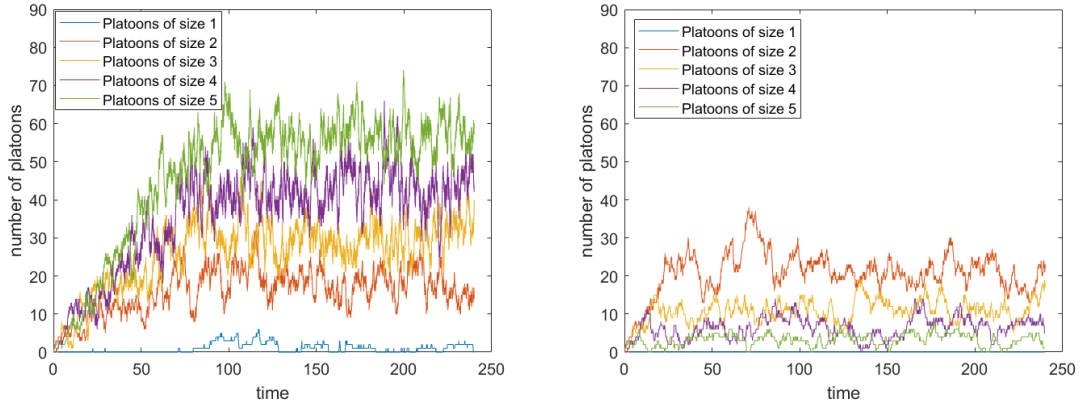 90
80
70
60
50
40
30
20
10
0
number of platoons
Platoons of size 1
Platoons of size 2
Platoons of size 3
Platoons of size 4
Platoons of size 5
0 50 100 150 200 250
time
90
80
70
60
50
40
30
20
10
0
number of platoons
Platoons of size 1
Platoons of size 2
Platoons of size 3
Platoons of size 4
Platoons of size 5
0 50 100 150 200 250
time